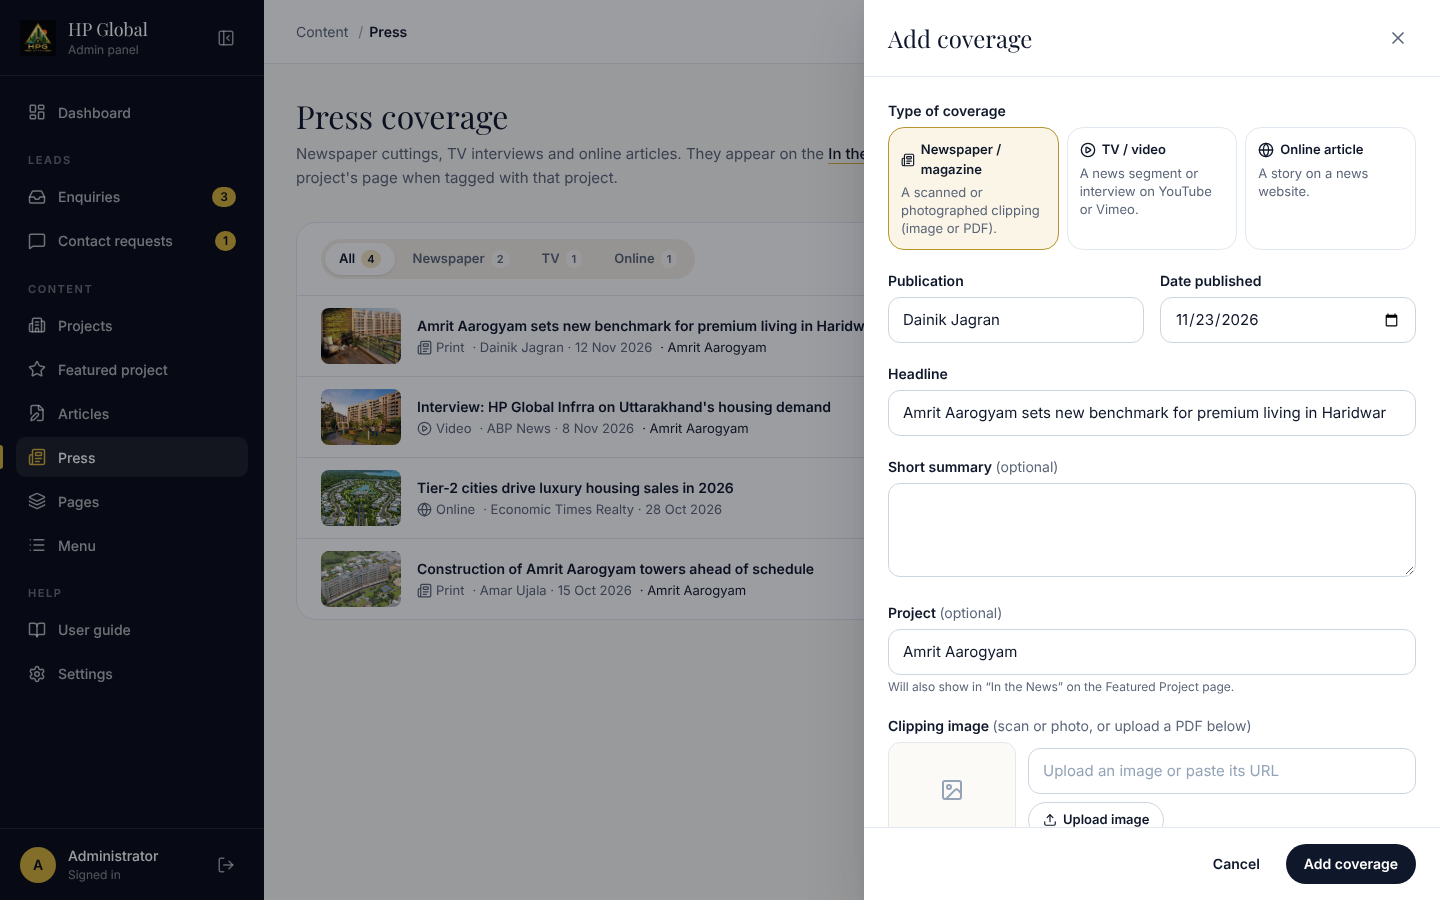 HP Global
Admin panel
Dashboard
LEADS
Enquiries 3
Contact requests 1
CONTENT
Projects
Featured project
Articles
Press
Pages
Menu
HELP
User guide
Settings
A
Administrator
Signed in
Content / Press
Press coverage
Newspaper cuttings, TV interviews and online articles. They appear on the In the
project's page when tagged with that project.
All 4 Newspaper 2 TV 1 Online 1
Amrit Aarogyam sets new benchmark for premium living in Haridw
Print · Dainik Jagran · 12 Nov 2026 · Amrit Aarogyam
Interview: HP Global Infrra on Uttarakhand's housing demand
Video · ABP News · 8 Nov 2026 · Amrit Aarogyam
Tier-2 cities drive luxury housing sales in 2026
Online · Economic Times Realty · 28 Oct 2026
Construction of Amrit Aarogyam towers ahead of schedule
Print · Amar Ujala · 15 Oct 2026 · Amrit Aarogyam
Add coverage
Type of coverage
Newspaper /
magazine
A scanned or
photographed clipping
(image or PDF).
TV / video
A news segment or
interview on YouTube
or Vimeo.
Online article
A story on a news
website.
Publication
Dainik Jagran
Date published
11/23/2026
Headline
Amrit Aarogyam sets new benchmark for premium living in Haridwar
Short summary (optional)
Project (optional)
Amrit Aarogyam
Will also show in “In the News” on the Featured Project page.
Clipping image (scan or photo, or upload a PDF below)
Upload an image or paste its URL
Upload image
Cancel
Add coverage